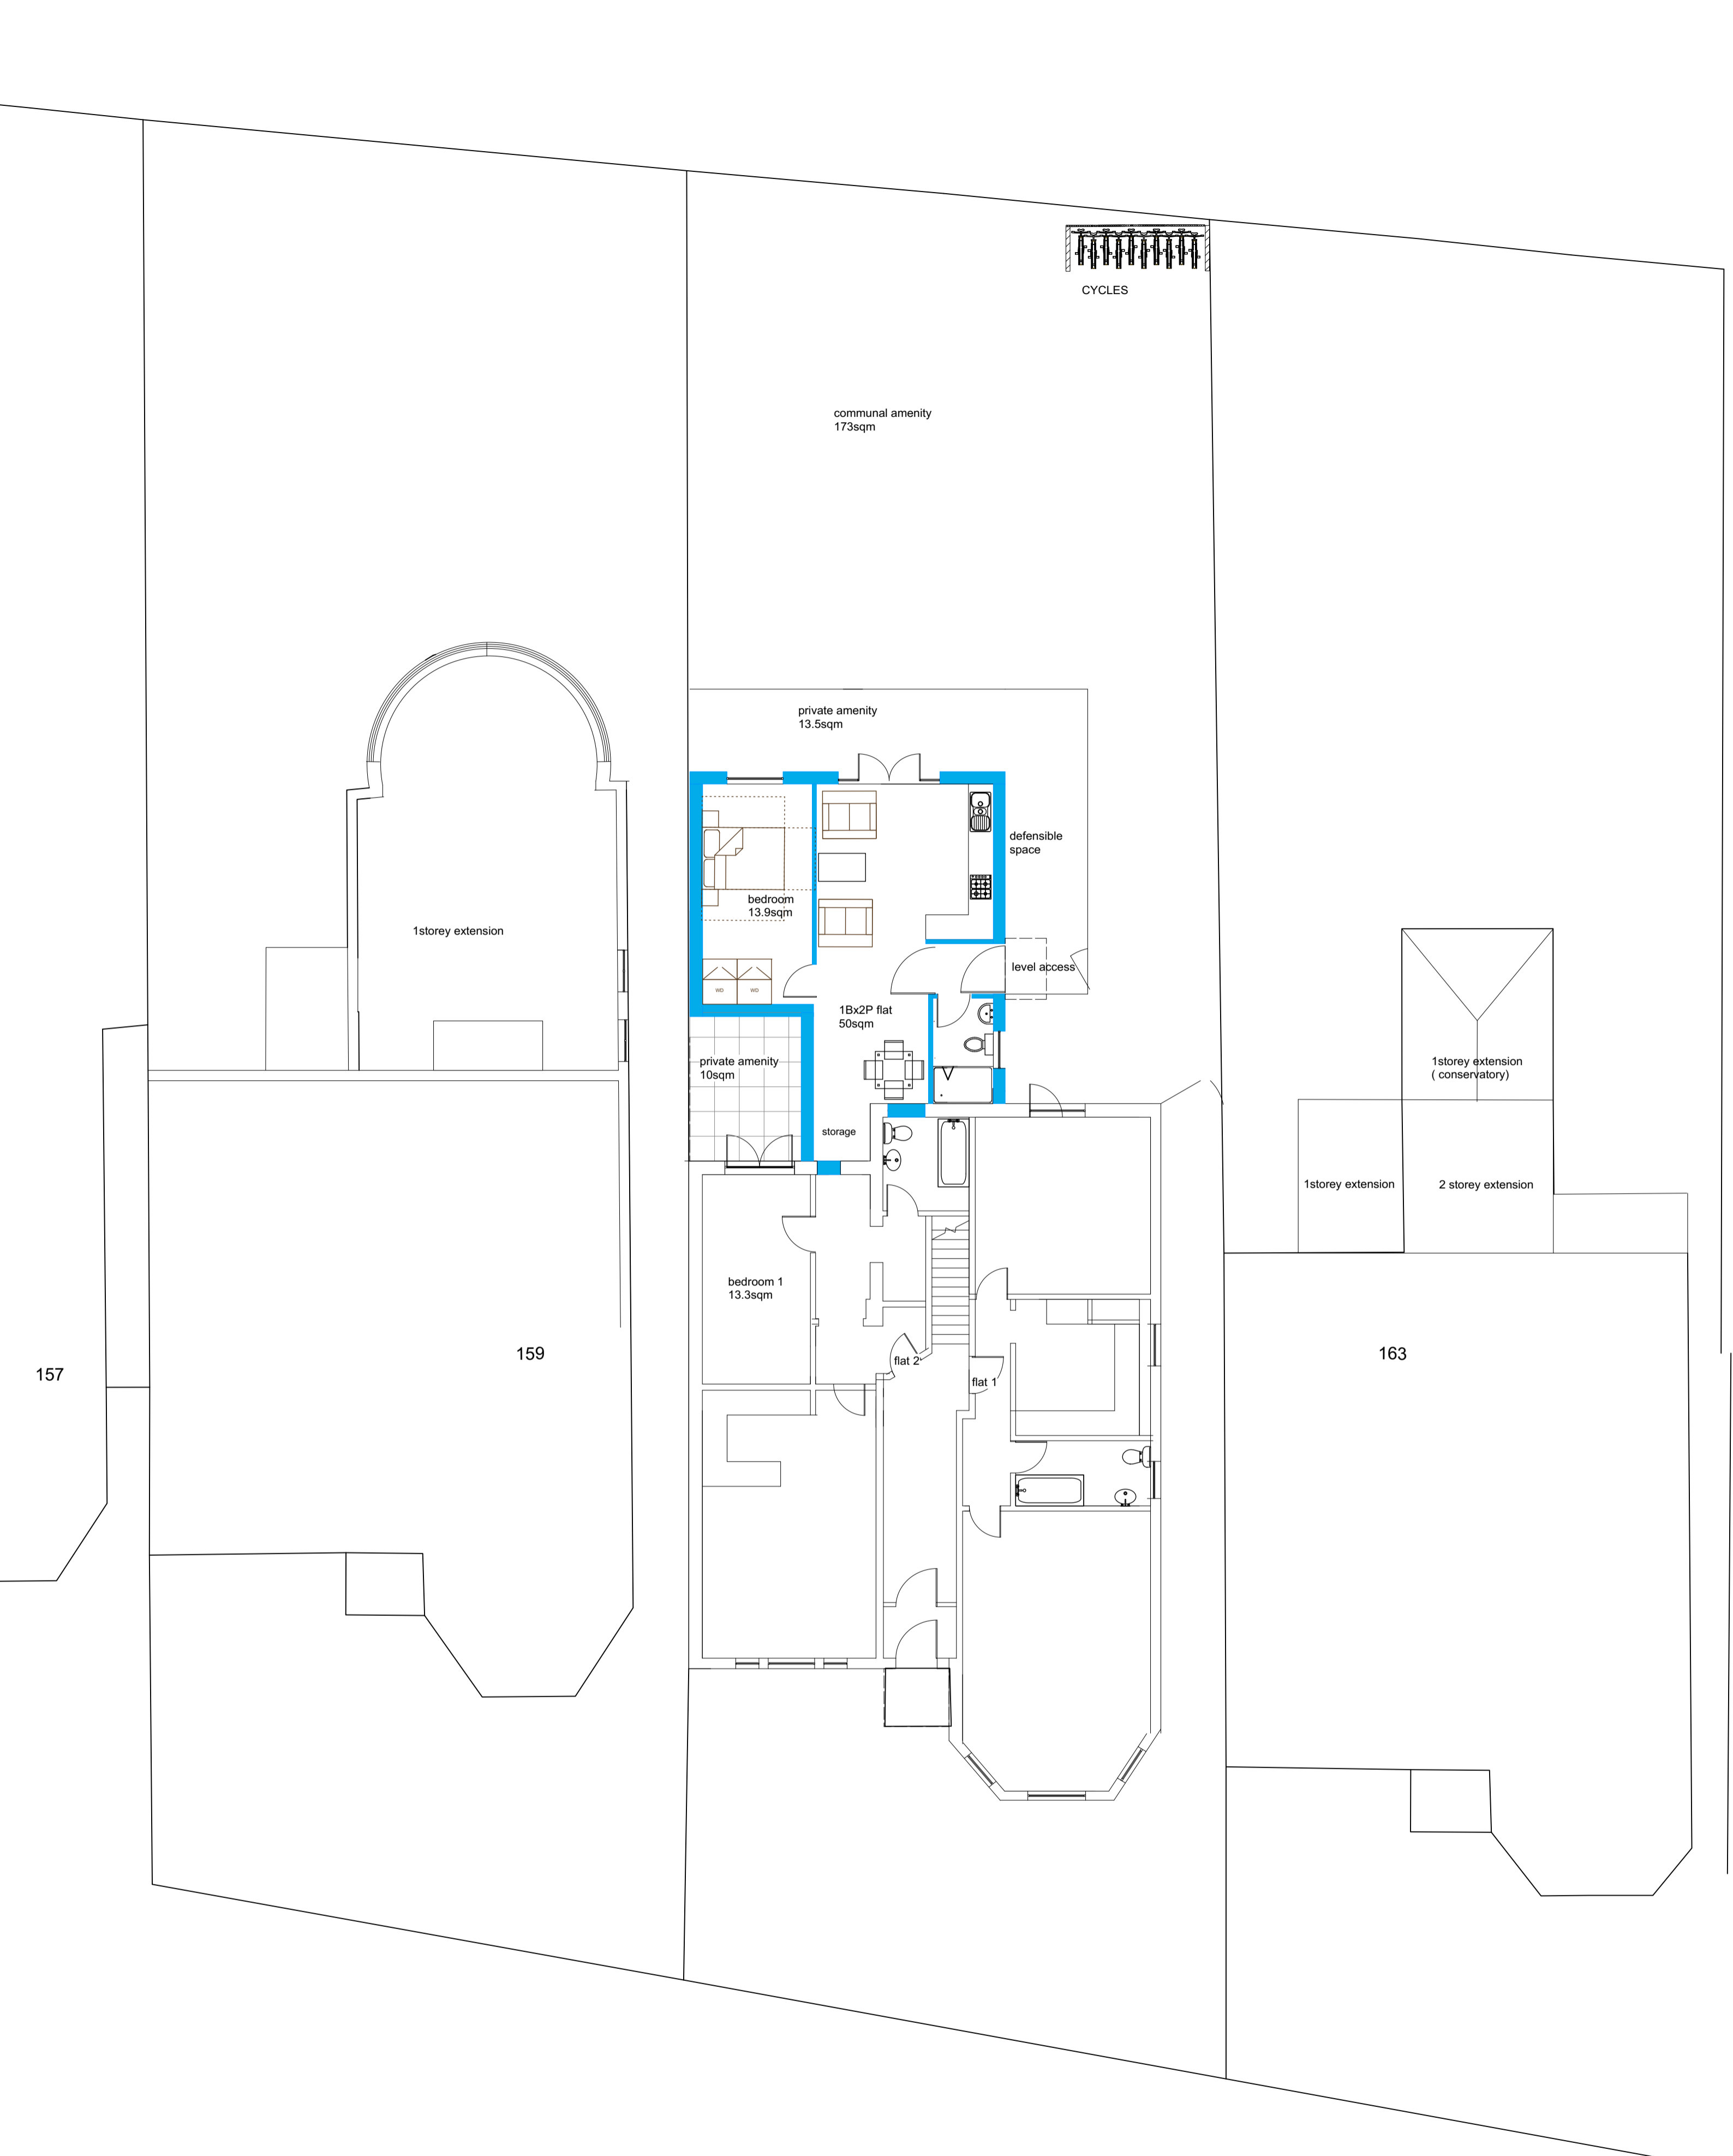 CYCLES
communal amenity
173sqm
private amenity
13.5sqm
defensible
space
bedroom
13.9sqm
1storey extension
level access
WD
WD
1Bx2P flat
50sqm
private amenity
10sqm
1storey extension
( conservatory)
storage
1storey extension
2 storey extension
bedroom 1
13.3sqm
159
163
flat 2
157
flat 1